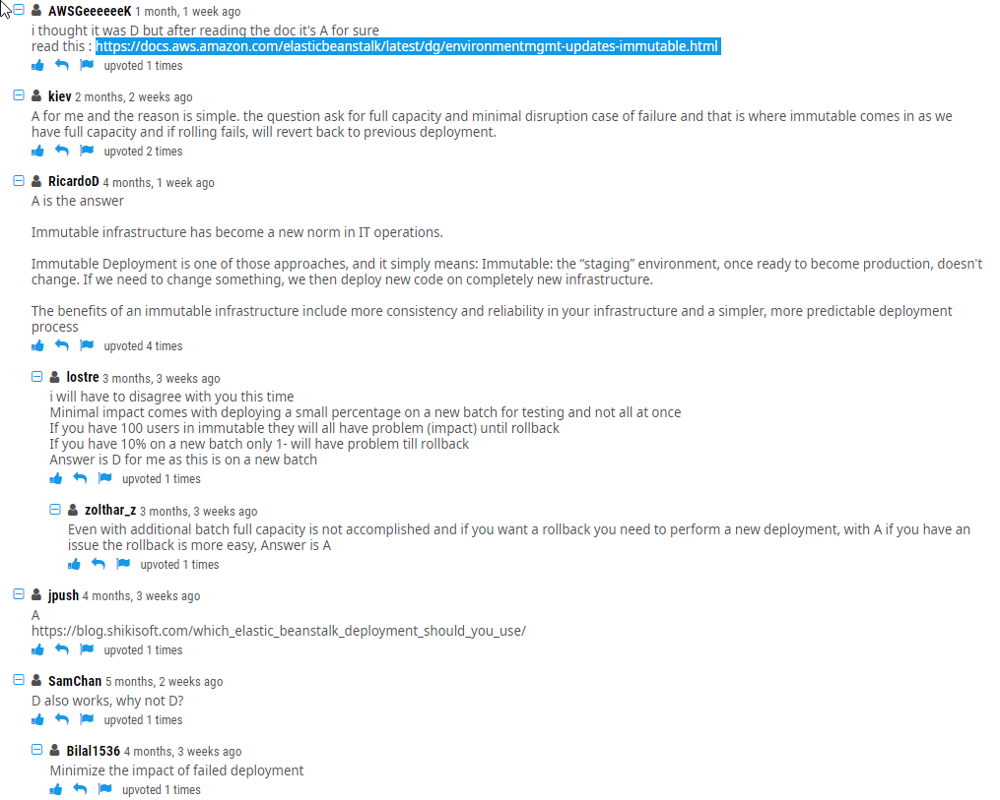 AWSGeeeeeeK 1 month, 1 week ago
i thought it was D but after reading the doc it's A for sure
read this : https://docs.aws.amazon.com/elasticbeanstalk/latest/dg/environmentmgmt-updates-immutable.html
upvoted 1 times
kiev 2 months, 2 weeks ago
A for me and the reason is simple. the question ask for full capacity and minimal disruption case of failure and that is where immutable comes in as we
have full capacity and if rolling fails, will revert back to previous deployment.
upvoted 2 times
RicardoD 4 months, 1 week ago
A is the answer
Immutable infrastructure has become a new norm in IT operations.
Immutable Deployment is one of those approaches, and it simply means: Immutable: the “staging” environment, once ready to become production, doesn't
change. If we need to change something, we then deploy new code on completely new infrastructure.
The benefits of an immutable infrastructure include more consistency and reliability in your infrastructure and a simpler, more predictable deployment
process
upvoted 4 times
lostre 3 months, 3 weeks ago
i will have to disagree with you this time
Minimal impact comes with deploying a small percentage on a new batch for testing and not all at once
If you have 100 users in immutable they will all have problem (impact) until rollback
If you have 10% on a new batch only 1- will have problem till rollback
Answer is D for me as this is on a new batch
upvoted 1 times
zolthar_z 3 months, 3 weeks ago
Even with additional batch full capacity is not accomplished and if you want a rollback you need to perform a new deployment, with A if you have an
issue the rollback is more easy, Answer is A
upvoted 1 times
jpush 4 months, 3 weeks ago
A
https://blog.shikisoft.com/which_elastic_beanstalk_deployment_should_you_use/
upvoted 1 times
SamChan 5 months, 2 weeks ago
D also works, why not D?
upvoted 1 times
Bilal1536 4 months, 3 weeks ago
Minimize the impact of failed deployment
upvoted 1 times